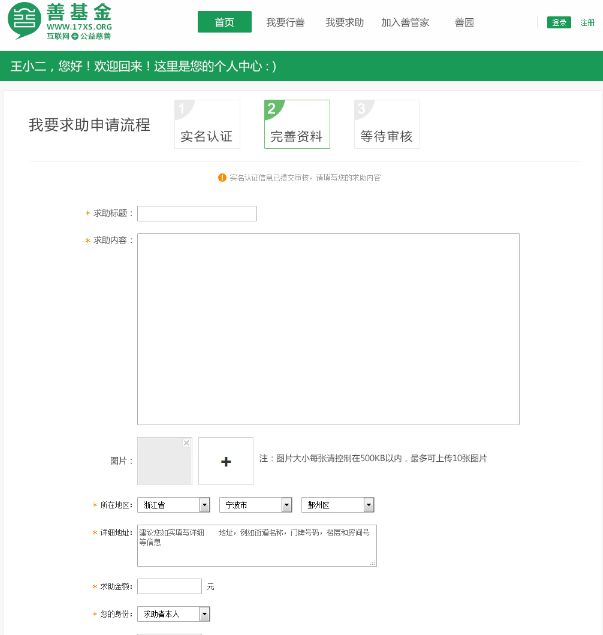 善基金
WWW.17XS.ORG
互联网 公益慈善
首页 我要行善 我要求助 加入善管家 善园 登录 注册
王小二，您好！欢迎回来！这里是您的个人中心：)
我要求助申请流程
1 实名认证
2 完善资料
3 等待审核
实名认证信息已提交审核，请填写您的求助内容
* 求助标题：
* 求助内容：
图片： 注：图片大小每张请控制在500KB以内，最多可上传10张图片
* 所在地区： 浙江省 宁波市 鄞州区
* 详细地址： 建议您如实填写详细 地址，例如街道名称，门牌号码，楼层和房间号
等信息
* 求助金额： 元
* 您的身份： 求助者本人